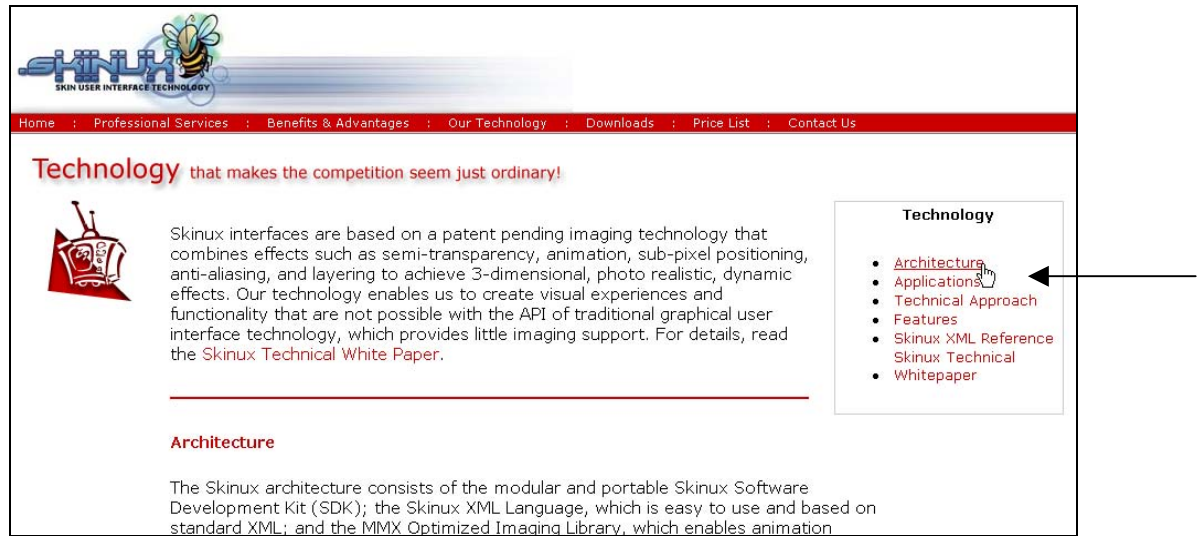 .SKINUX
SKIN USER INTERFACE TECHNOLOGY
Home : Professional Services : Benefits & Advantages : Our Technology : Downloads : Price List : Contact Us
Technology that makes the competition seem just ordinary!
Skinux interfaces are based on a patent pending imaging technology that
combines effects such as semi-transparency, animation, sub-pixel positioning,
anti-aliasing, and layering to achieve 3-dimensional, photo realistic, dynamic
effects. Our technology enables us to create visual experiences and
functionality that are not possible with the API of traditional graphical user
interface technology, which provides little imaging support. For details, read
the Skinux Technical White Paper.
Technology
Architecture
Applications
Technical Approach
Features
Skinux XML Reference
Skinux Technical
Whitepaper
Architecture
The Skinux architecture consists of the modular and portable Skinux Software
Development Kit (SDK); the Skinux XML Language, which is easy to use and based on
standard XML; and the MMX Optimized Imaging Library, which enables animation